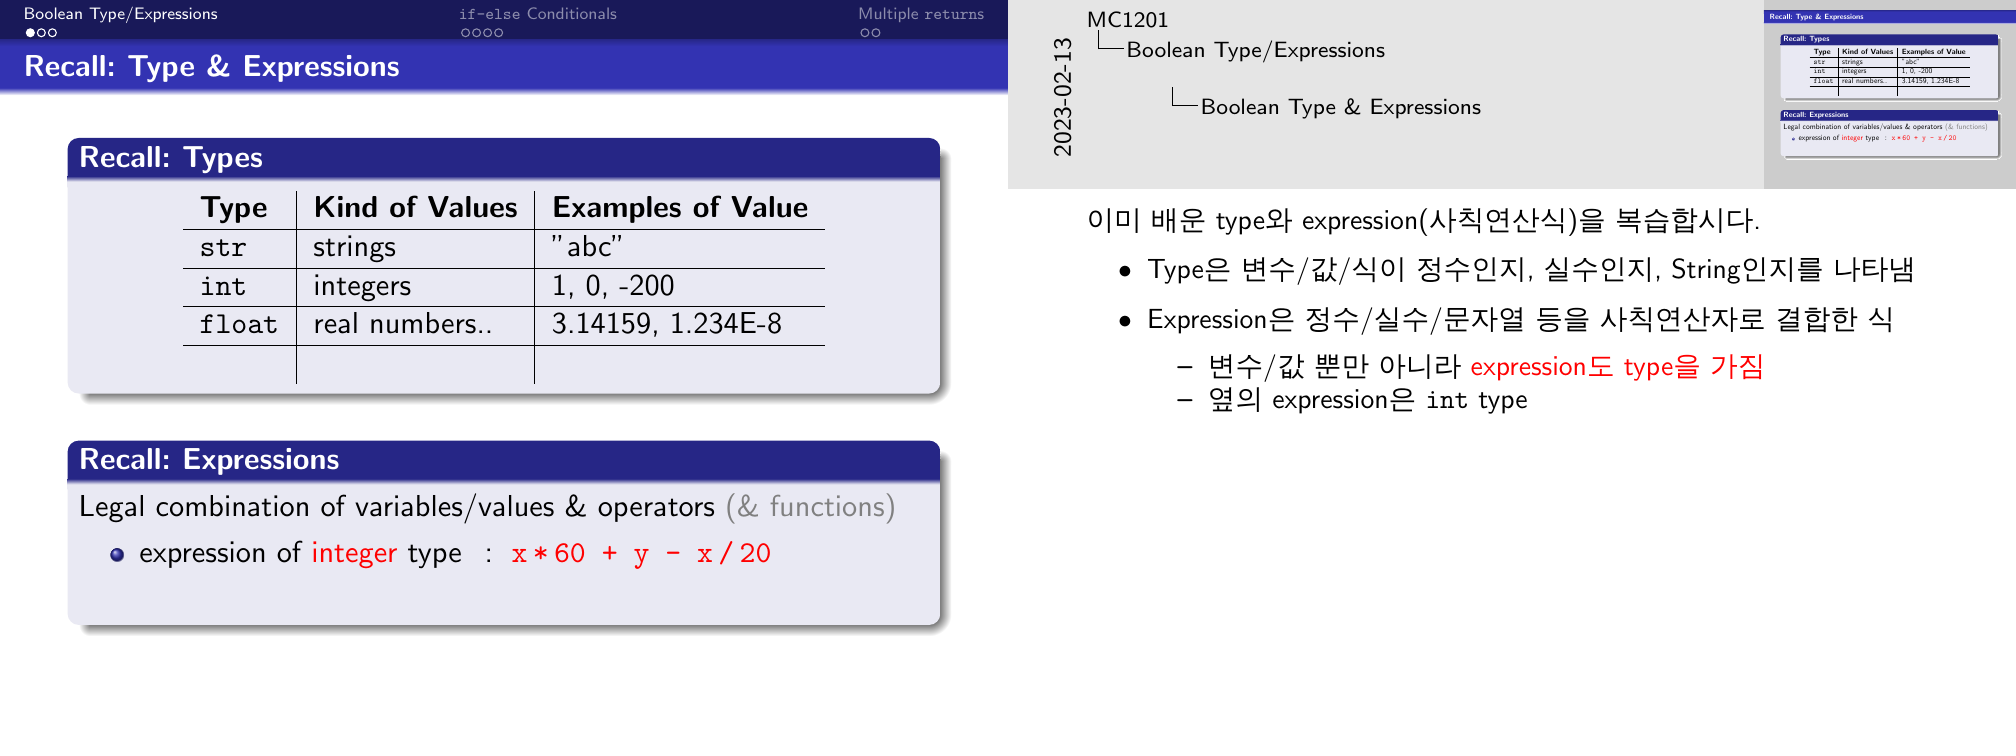 Boolean Type/Expressions if-else Conditionals Multiple returns
Recall: Type & Expressions
Recall: Types
Type Kind of Values Examples of Value
str strings "abc"
int integers 1, 0, -200
float real numbers.. 3.14159, 1.234E-8
Recall: Expressions
Legal combination of variables/values & operators (& functions)
expression of integer type : x * 60 + y - x / 20
2023-02-13
MC1201
Boolean Type/Expressions
Boolean Type & Expressions
Recall: Type & Expressions
Recall: Types
Type Kind of Values Examples of Value
str strings "abc"
int integers 1, 0, -200
float real numbers.. 3.14159, 1.234E-8
Recall: Expressions
Legal combination of variables/values & operators (& functions)
expression of integer type : x * 60 + y - x / 20
이미 배운 type와 expression(사칙연산식)을 복습합시다.
• Type은 변수/값/식이 정수인지, 실수인지, String인지를 나타냄
• Expression은 정수/실수/문자열 등을 사칙연산자로 결합한 식
– 변수/값 뿐만 아니라 expression도 type을 가짐
– 옆의 expression은 int type